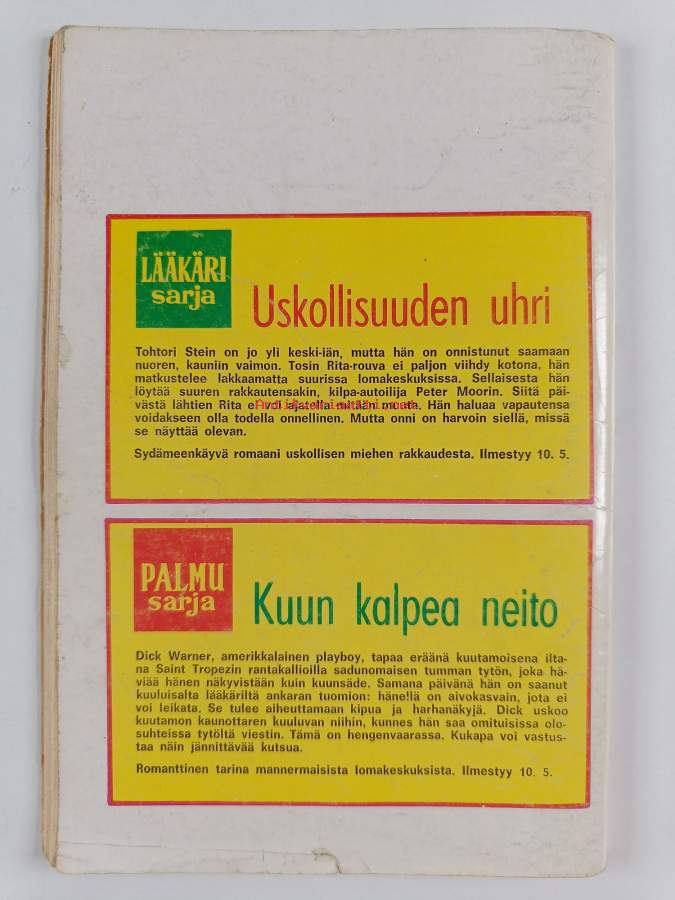 LÄÄKÄRI
sarja
Uskollisuuden uhri
Tohtori Stein on jo yli keski-iän, mutta hän on onnistunut saamaan
nuoren, kauniin vaimon. Tosin Rita-rouva ei paljon viihdy kotona, hän
matkustelee lakkaamatta suurissa lomakeskuksissa. Sellaisesta hän
löytää suuren rakkautensakin, kilpa-autoilija Peter Moorin. Siitä päi-
västä lähtien Rita ei voi ajatella mitään muuta. Hän haluaa vapautensa
voidakseen olla todella onnellinen. Mutta onni on harvoin siellä, missä
se näyttää olevan.
Sydämeenkäyvä romaani uskollisen miehen rakkaudesta. Ilmestyy 10. 5.
PALMU
sarja
Kuun kalpea neito
Dick Warner, amerikkalainen playboy, tapaa eräänä kuutamoisena ilta-
na Saint Tropezin rantakallioilla sadunomaisen tumman tytön, joka hä-
viää hänen näkyvistään kuin kuunsäde. Samana päivänä hän on saanut
kuuluisalta lääkäriltä ankaran tuomion: hänellä on aivokasvain, jota ei
voi leikata. Se tulee aiheuttamaan kipua ja harhanäkyjä. Dick uskoo
kuutamon kaunottaren kuuluvan niihin, kunnes hän saa omituisissa olo-
suhteissa tytöltä viestin. Tämä on hengenvaarassa. Kukapa voi vastus-
taa näin jännittävää kutsua.
Romanttinen tarina mannermaisista lomakeskuksista. Ilmestyy 10. 5.